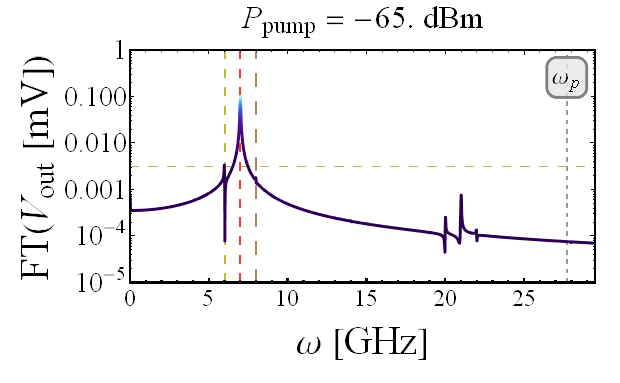 P_pump = −65. dBm
FT(V_out [mV])
1
0.100
0.010
0.001
10^−4
10^−5
ω_p
0 5 10 15 20 25
ω [GHz]